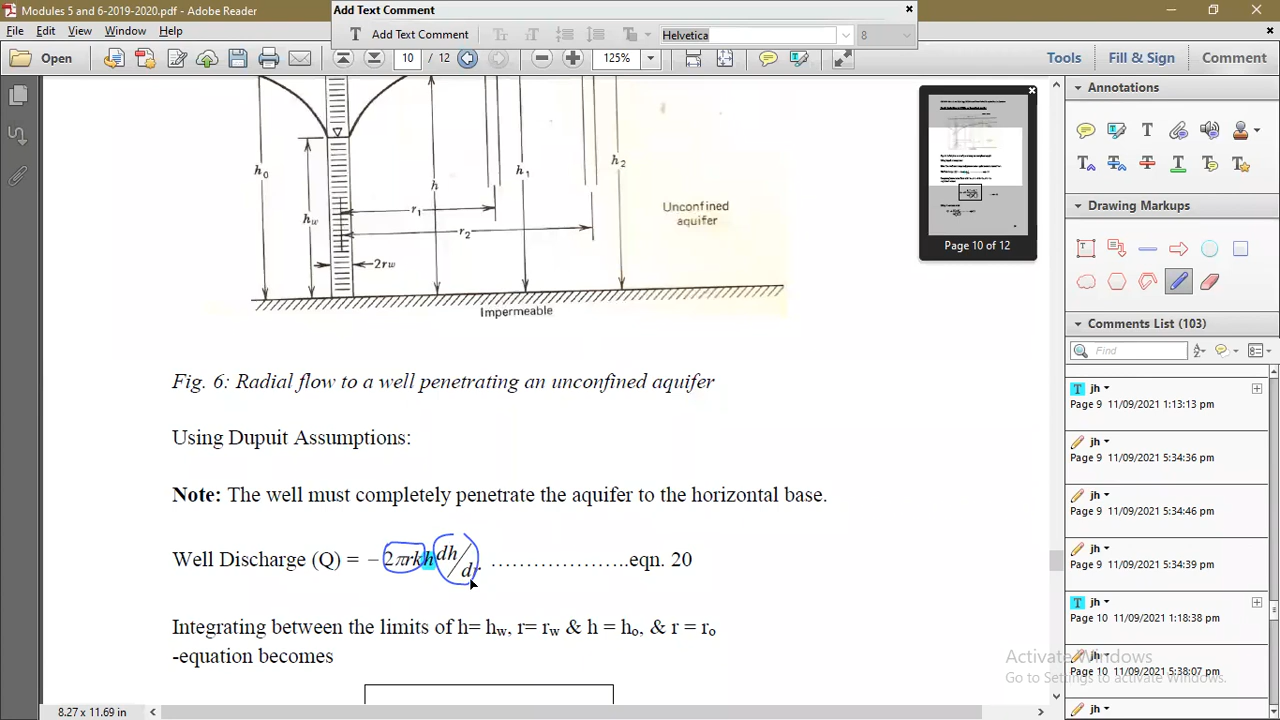 Modules 5 and 6-2019-2020.pdf - Adobe Reader
Add Text Comment
File Edit View Window Help
Add Text Comment Helvetica 8
Open 10 / 12 125% Tools Fill & Sign Comment
h₀ h_w h h₁ h₂
r₁
r₂
2rw
Unconfined
aquifer
Impermeable
Fig. 6: Radial flow to a well penetrating an unconfined aquifer
Using Dupuit Assumptions:
Note: The well must completely penetrate the aquifer to the horizontal base.
Well Discharge (Q) = − 2πrkh dh/dr ………………….eqn. 20
Integrating between the limits of h= h_w, r= r_w & h = h_o, & r = r_o
-equation becomes
8.27 x 11.69 in
Page 10 of 12
Annotations
Drawing Markups
Comments List (103)
Find
jh
Page 9 11/09/2021 1:13:13 pm
jh
Page 9 11/09/2021 5:34:36 pm
jh
Page 9 11/09/2021 5:34:46 pm
jh
Page 9 11/09/2021 5:34:39 pm
jh
Page 10 11/09/2021 1:18:38 pm
jh
Page 10 11/09/2021 5:38:07 pm
jh
Activate Windows
Go to Settings to activate Windows.